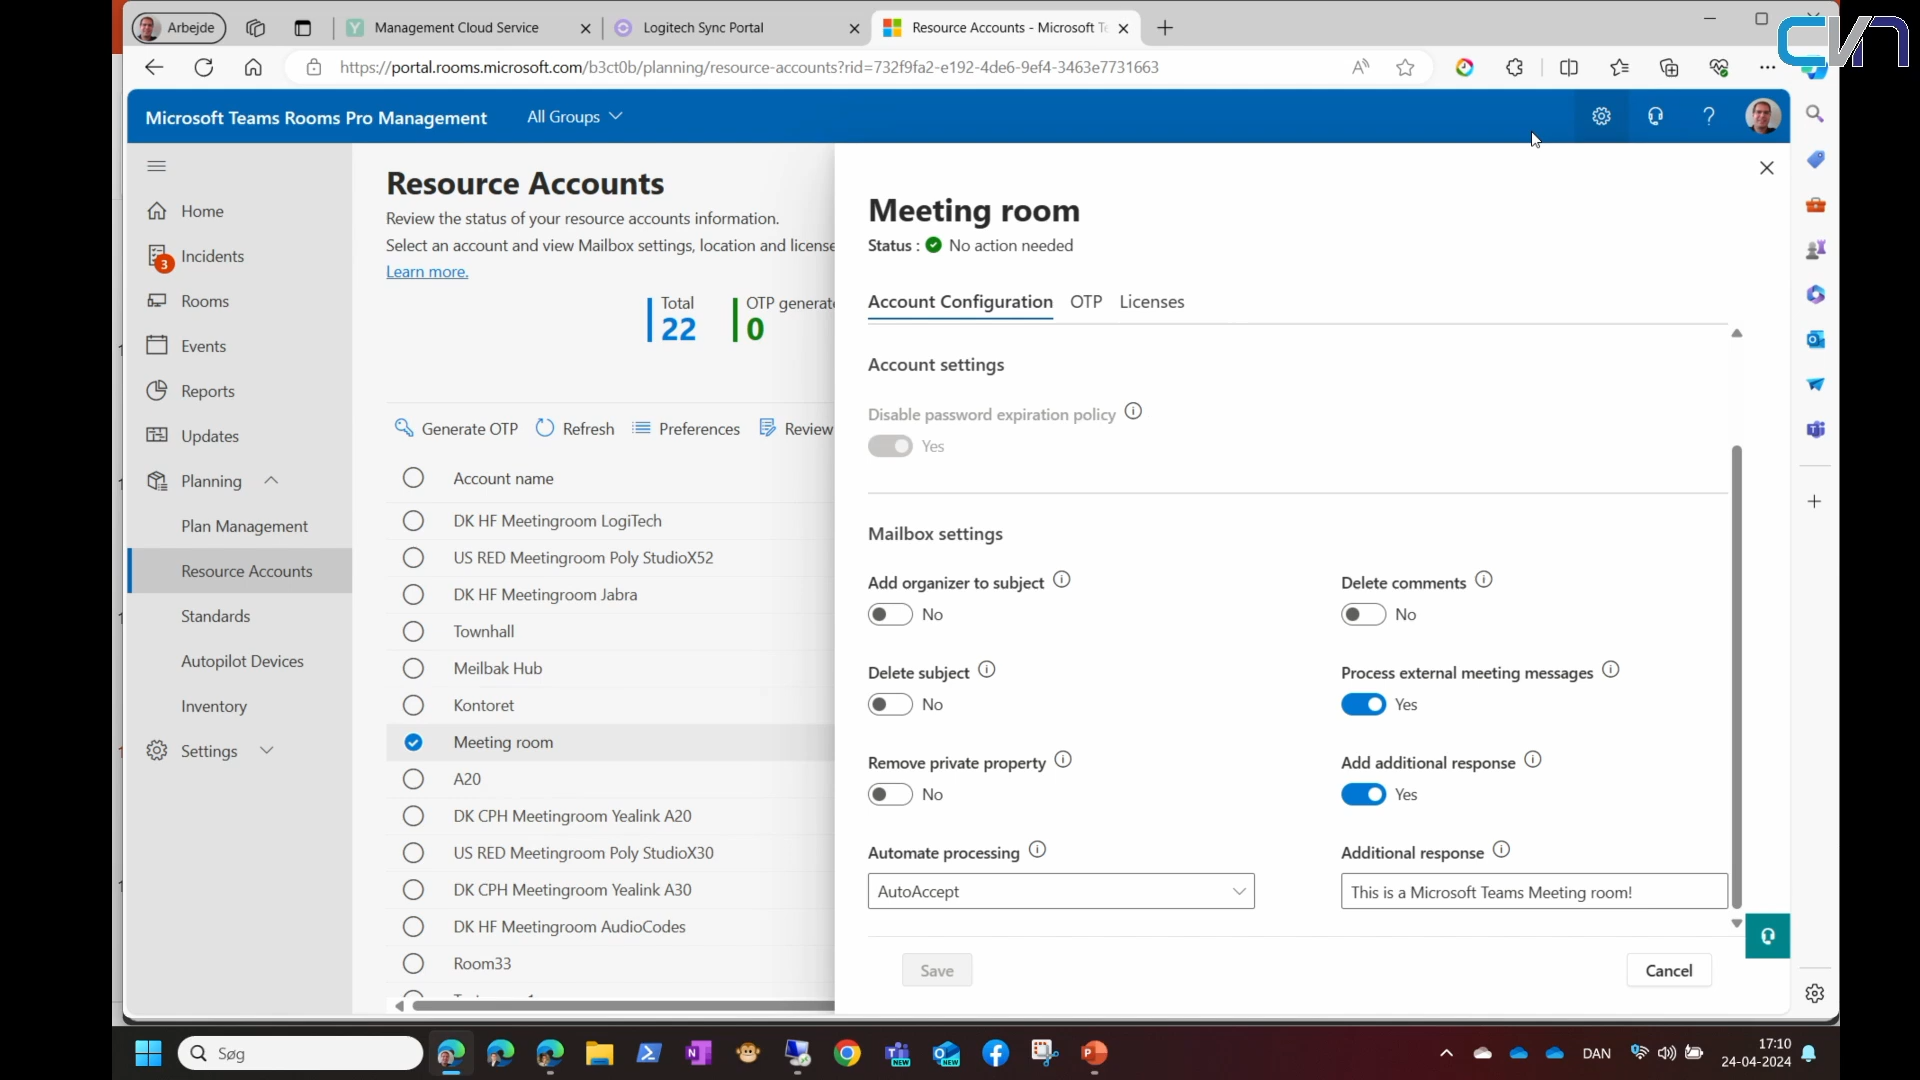 Arbejde
Management Cloud Service
Logitech Sync Portal
Resource Accounts - Microsoft Te
https://portal.rooms.microsoft.com/b3ct0b/planning/resource-accounts?rid=732f9fa2-e192-4de6-9ef4-3463e7731663
CVN
Microsoft Teams Rooms Pro Management
All Groups
Home
Incidents
3
Rooms
Events
Reports
Updates
Planning
Plan Management
Resource Accounts
Standards
Autopilot Devices
Inventory
Settings
Resource Accounts
Review the status of your resource accounts information.
Select an account and view Mailbox settings, location and license
Learn more.
Total
22
OTP generate
0
Generate OTP
Refresh
Preferences
Review
Account name
DK HF Meetingroom LogiTech
US RED Meetingroom Poly StudioX52
DK HF Meetingroom Jabra
Townhall
Meilbak Hub
Kontoret
Meeting room
A20
DK CPH Meetingroom Yealink A20
US RED Meetingroom Poly StudioX30
DK CPH Meetingroom Yealink A30
DK HF Meetingroom AudioCodes
Room33
Meeting room
Status : No action needed
Account Configuration
OTP
Licenses
Account settings
Disable password expiration policy
Yes
Mailbox settings
Add organizer to subject
No
Delete comments
No
Delete subject
No
Process external meeting messages
Yes
Remove private property
No
Add additional response
Yes
Automate processing
AutoAccept
Additional response
This is a Microsoft Teams Meeting room!
Save
Cancel
Søg
NEW
NEW
DAN
17:10
24-04-2024